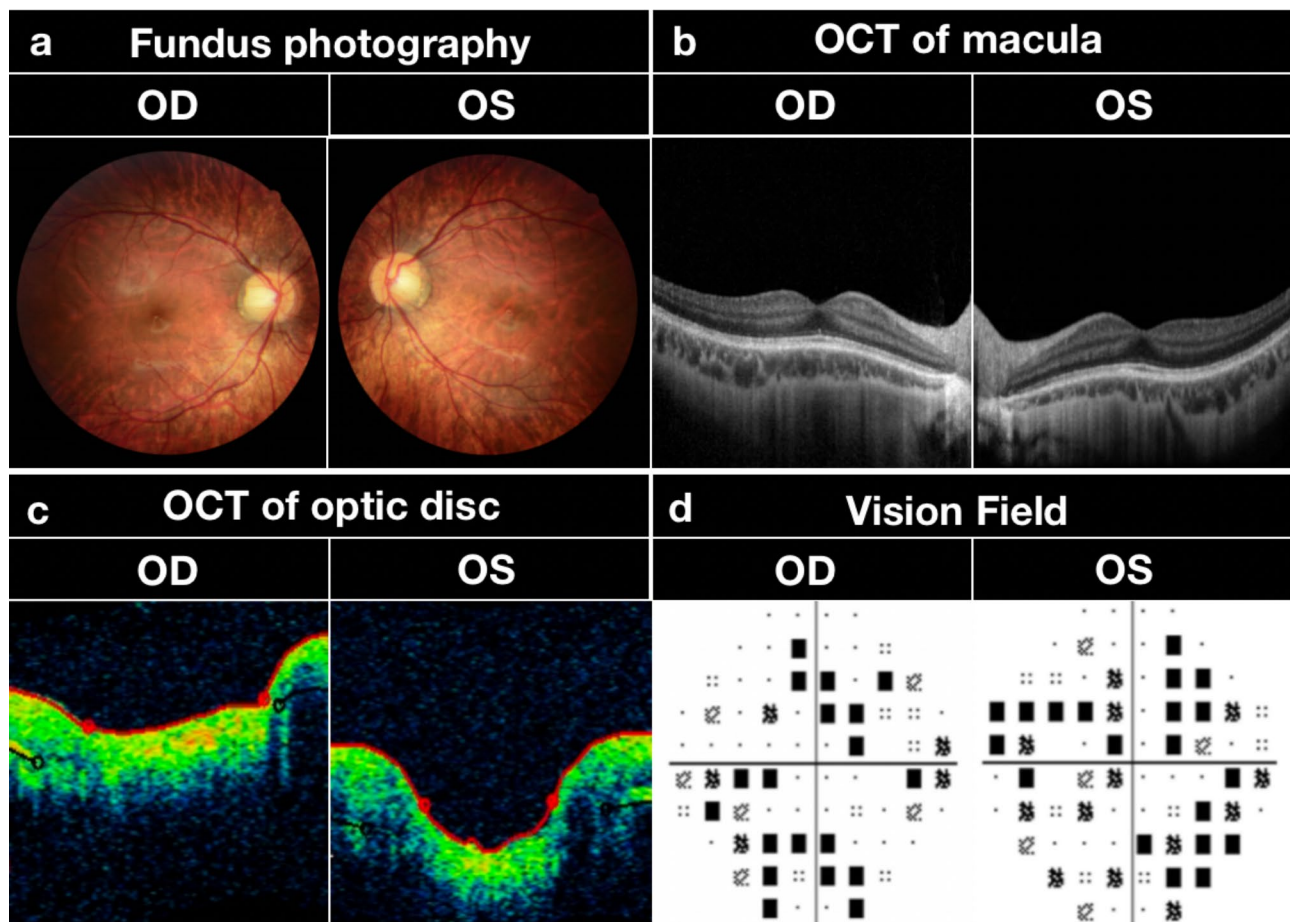 a Fundus photography
OD OS
b OCT of macula
OD OS
c OCT of optic disc
OD OS
d Vision Field
OD OS